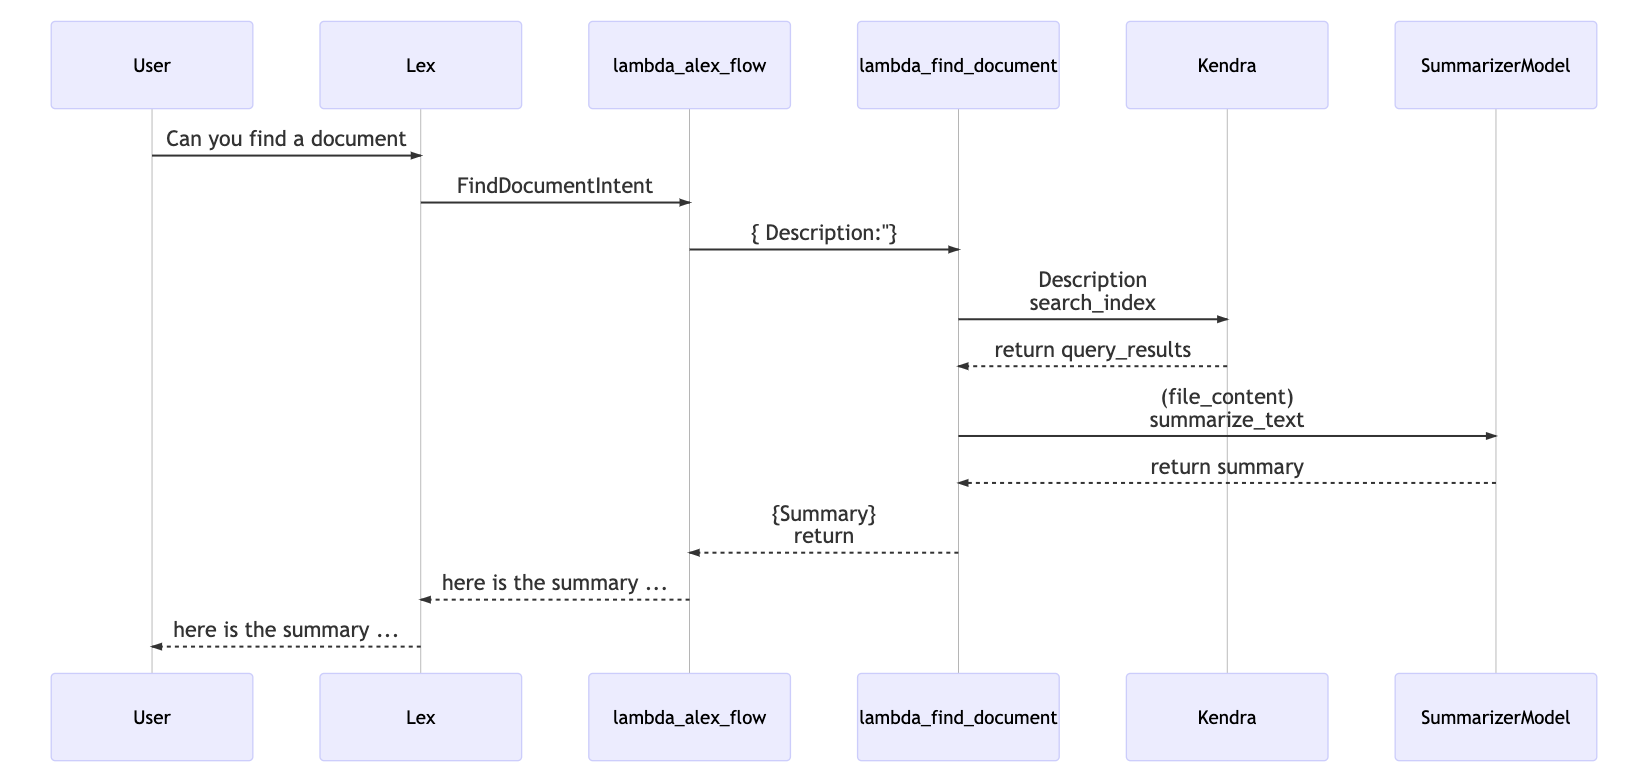 User
Lex
lambda_alex_flow
lambda_find_document
Kendra
SummarizerModel
Can you find a document
FindDocumentIntent
{ Description:''}
Description
search_index
return query_results
(file_content)
summarize_text
return summary
{Summary}
return
here is the summary ...
here is the summary ...
User
Lex
lambda_alex_flow
lambda_find_document
Kendra
SummarizerModel